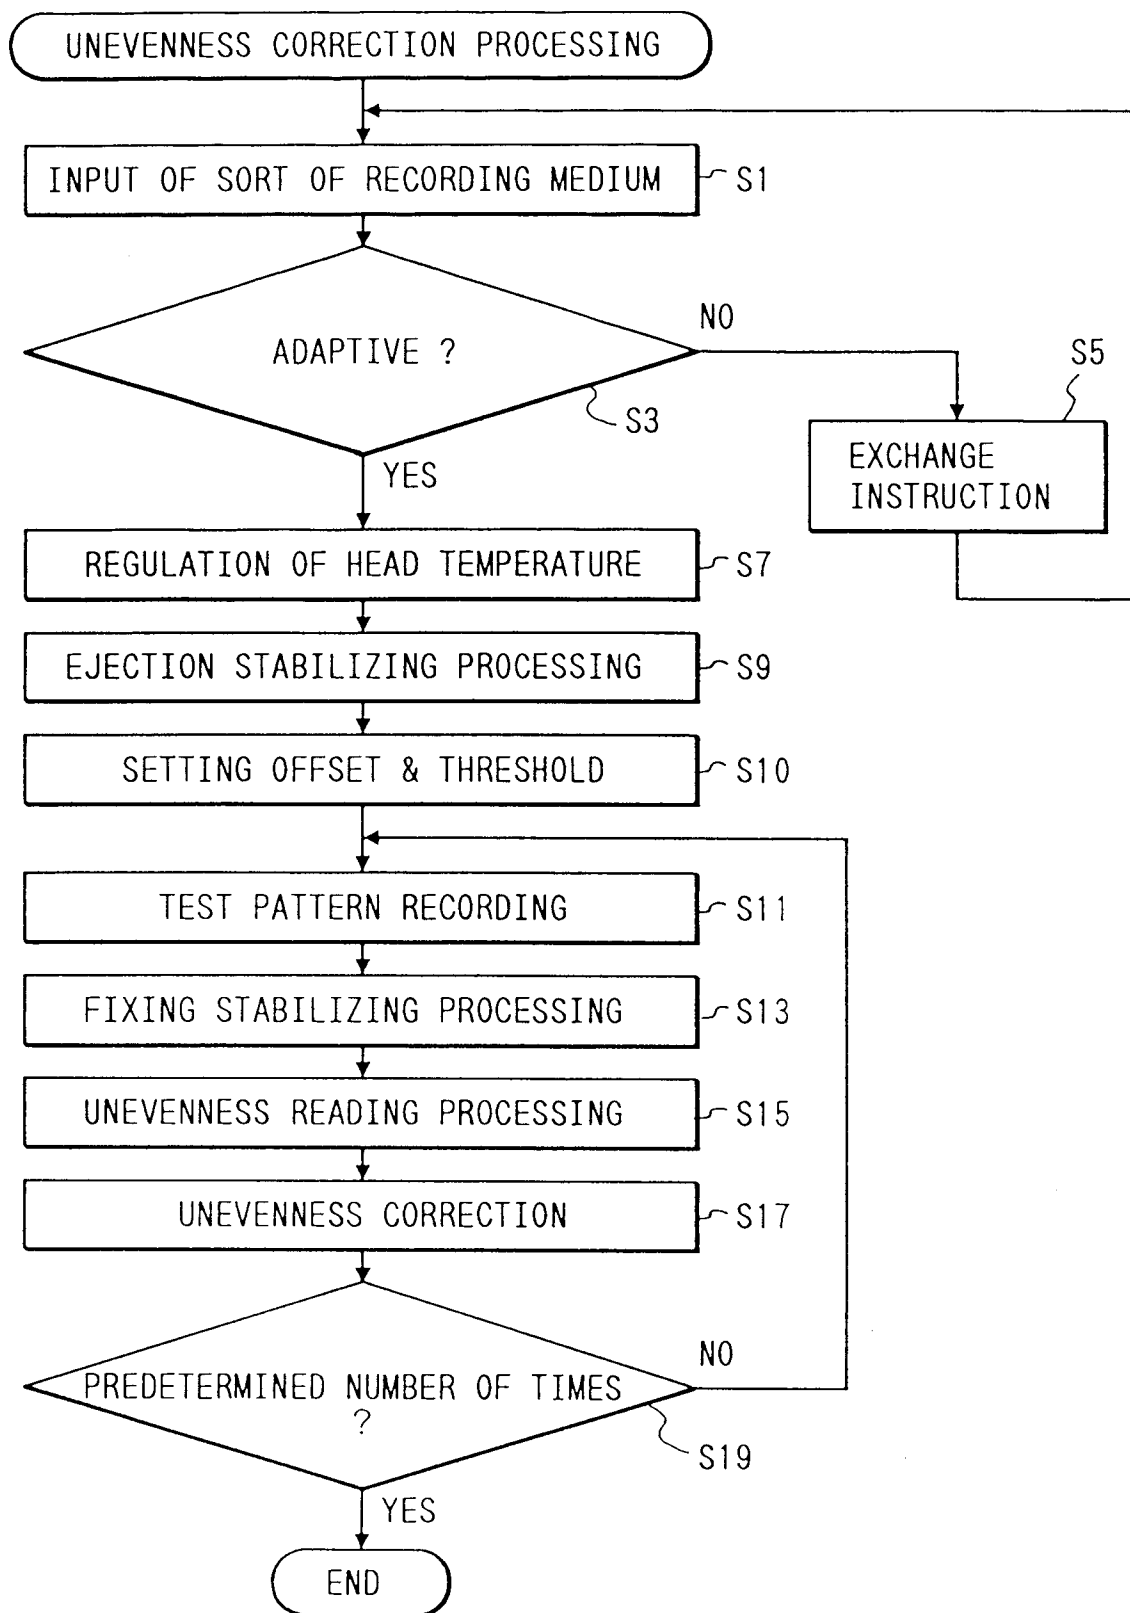 UNEVENNESS CORRECTION PROCESSING
INPUT OF SORT OF RECORDING MEDIUM
S1
ADAPTIVE ?
NO
S3
YES
S5
EXCHANGE
INSTRUCTION
REGULATION OF HEAD TEMPERATURE
S7
EJECTION STABILIZING PROCESSING
S9
SETTING OFFSET & THRESHOLD
S10
TEST PATTERN RECORDING
S11
FIXING STABILIZING PROCESSING
S13
UNEVENNESS READING PROCESSING
S15
UNEVENNESS CORRECTION
S17
PREDETERMINED NUMBER OF TIMES
?
NO
S19
YES
END